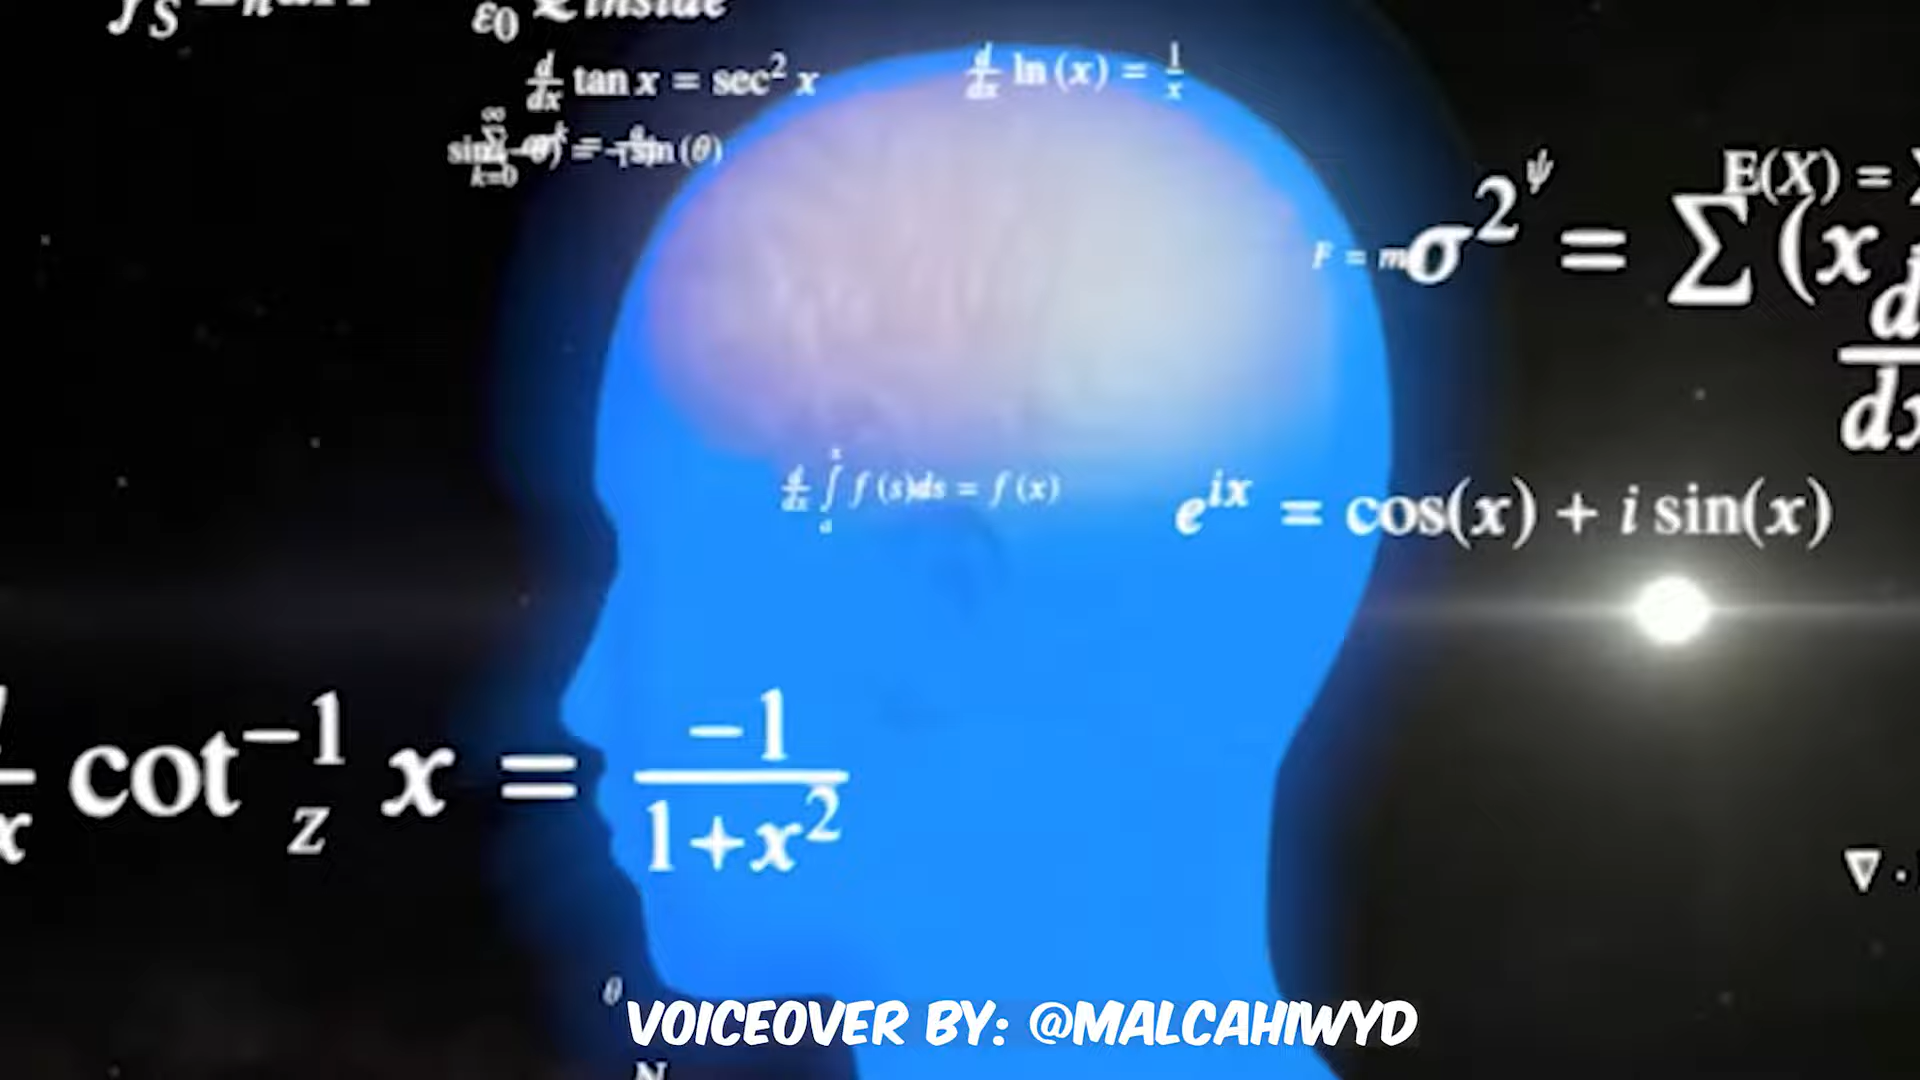 d/dx tan x = sec² x
d/dx ln (x) = 1/x
E(X) =
F = m
σ² ψ = Σ (x
d/dx ∫ₐˣ f (s)ds = f (x)
e^{ix} = cos(x) + i sin(x)
cot⁻¹ x = -1/1+x²
z
∇ ·
θ
VOICEOVER BY: @MALCAHIWYD
N